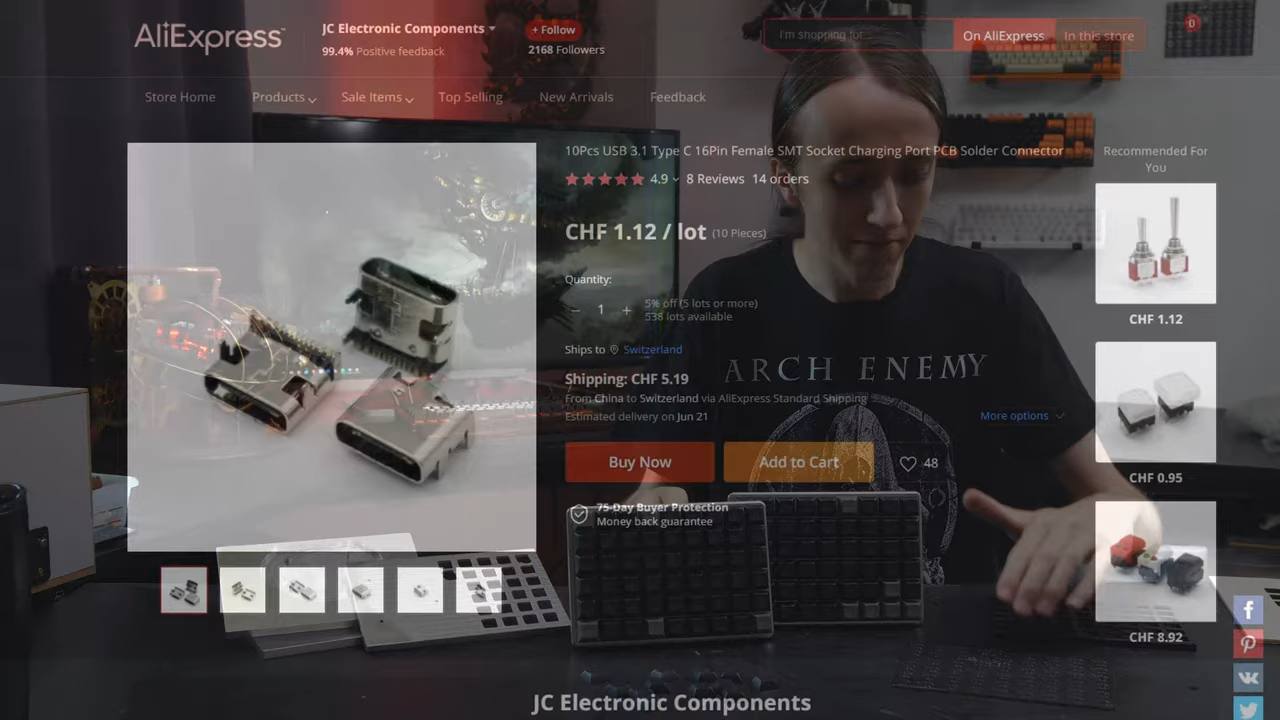 AliExpress
JC Electronic Components
99.4% Positive feedback
+ Follow
2168 Followers
I'm shopping for...
On AliExpress
In this store
0
Store Home
Products
Sale Items
Top Selling
New Arrivals
Feedback
10Pcs USB 3.1 Type C 16Pin Female SMT Socket Charging Port PCB Solder Connector
4.9
8 Reviews
14 orders
CHF 1.12 / lot (10 Pieces)
Quantity:
1
5% off (5 lots or more)
538 lots available
Ships to Switzerland
Shipping: CHF 5.19
From China to Switzerland via AliExpress Standard Shipping
Estimated delivery on Jun 21
More options
Buy Now
Add to Cart
48
75-Day Buyer Protection
Money back guarantee
Recommended For
You
CHF 1.12
CHF 0.95
CHF 8.92
ARCH ENEMY
JC Electronic Components